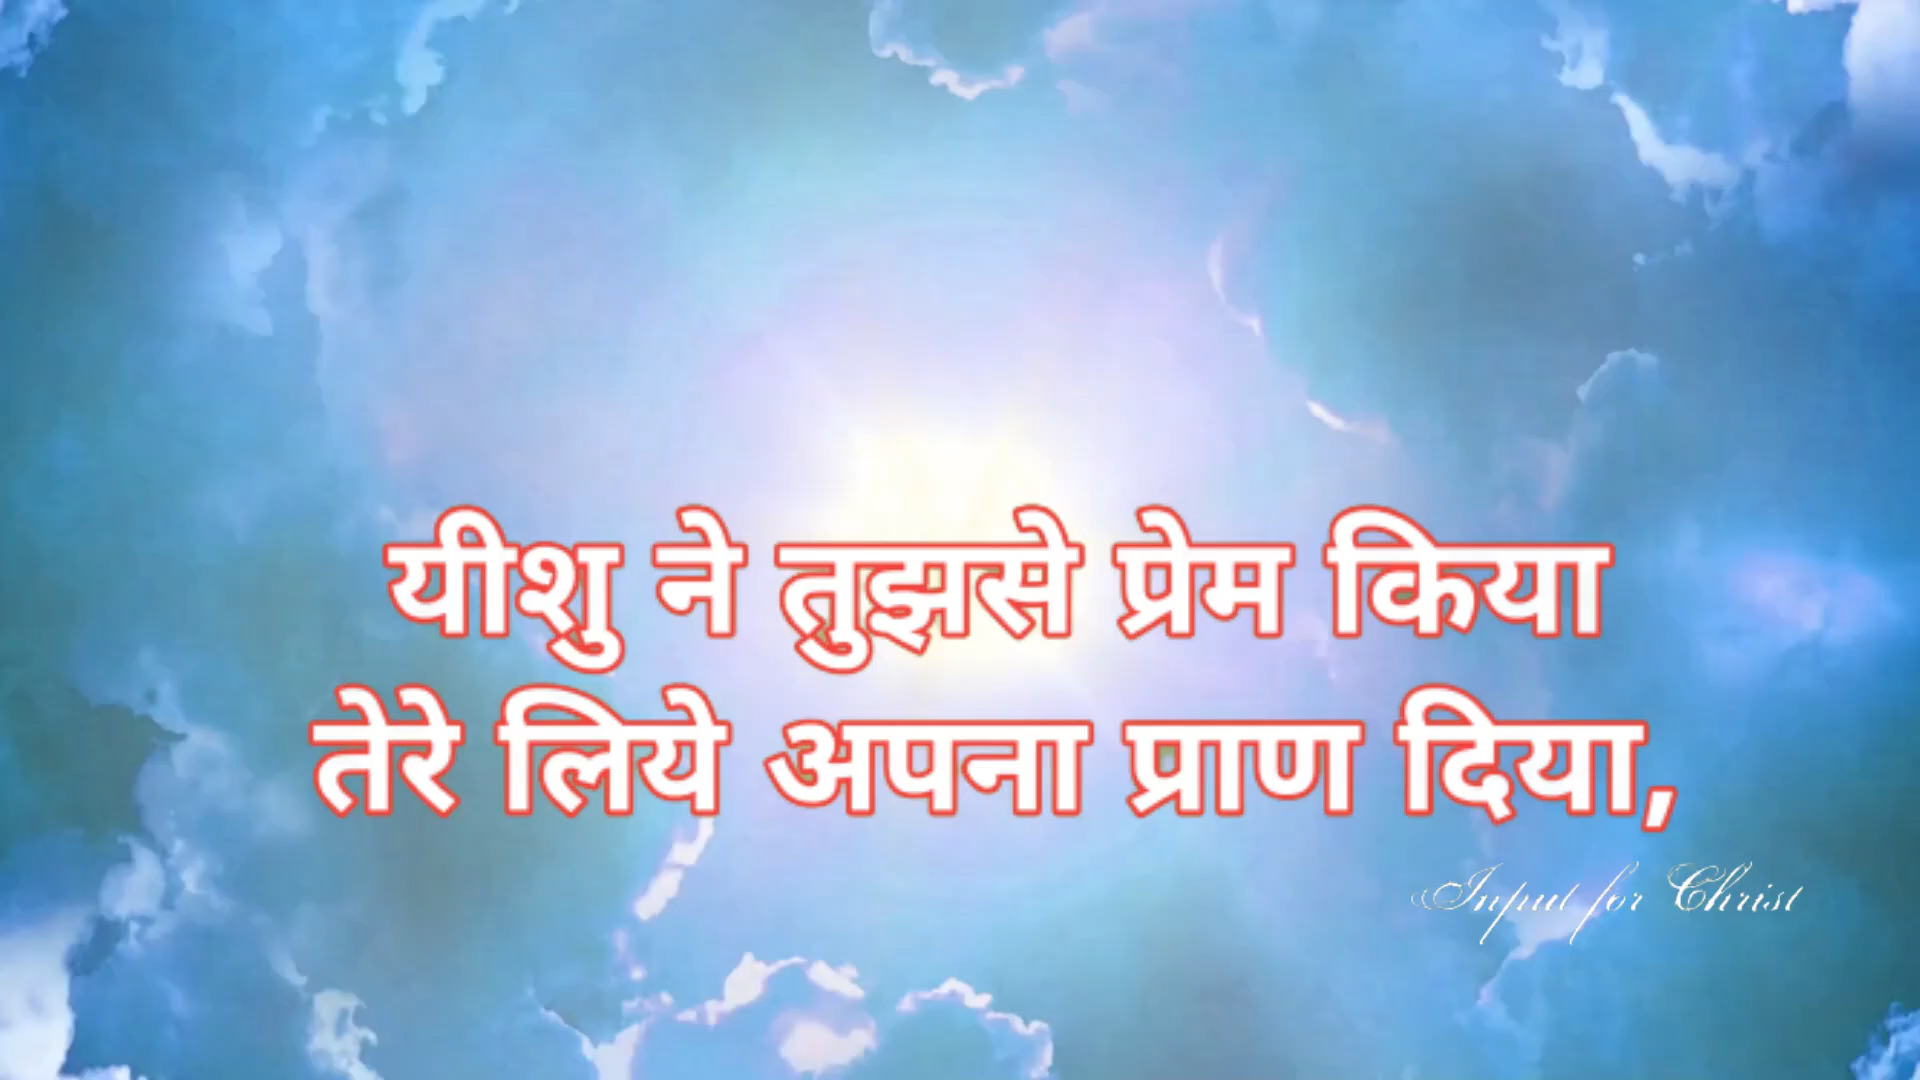 यीशु ने तुझसे प्रेम किया
तेरे लिये अपना प्राण दिया,
Input for Christ